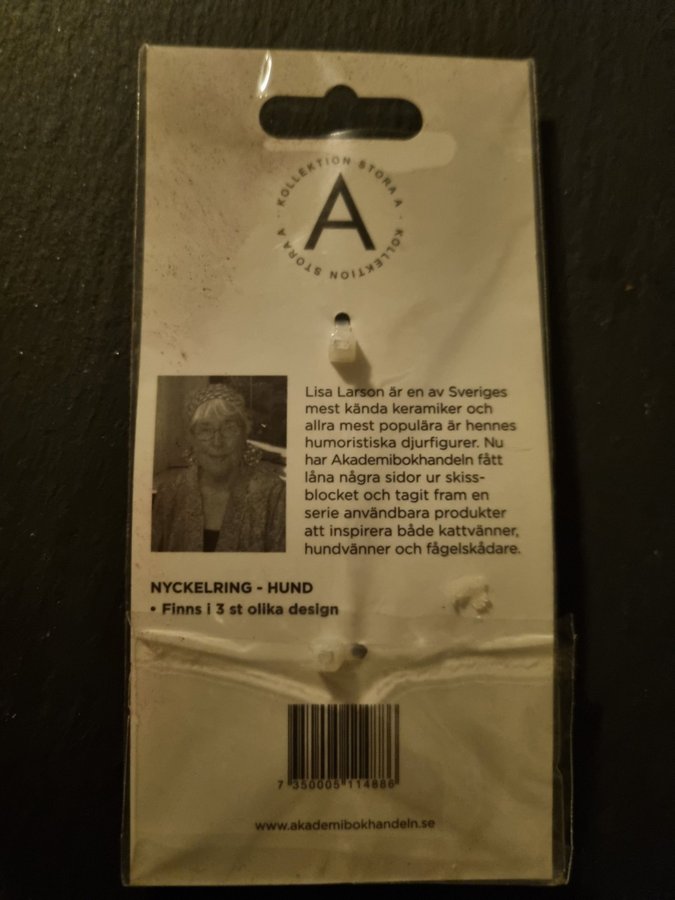 KOLLEKTION STORA A · KOLLEKTION STORA A ·
A
Lisa Larson är en av Sveriges
mest kända keramiker och
allra mest populära är hennes
humoristiska djurfigurer. Nu
har Akademibokhandeln fått
låna några sidor ur skiss-
blocket och tagit fram en
serie användbara produkter
att inspirera både kattvänner,
hundvänner och fågelskådare.
NYCKELRING - HUND
• Finns i 3 st olika design
7 350005 114886
www.akademibokhandeln.se